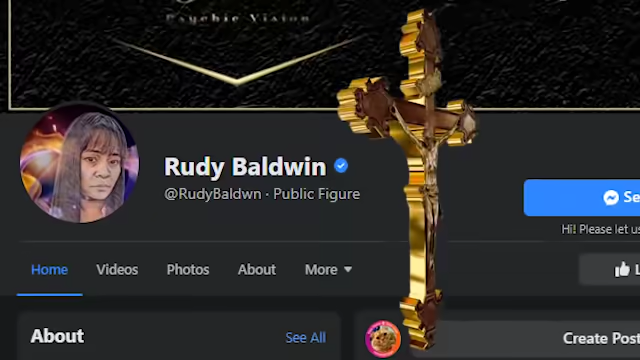 Psychic Vision
Rudy Baldwin
@RudyBaldwn · Public Figure
Se
Hi! Please let us
Home Videos Photos About More
L
About See All
Create Post